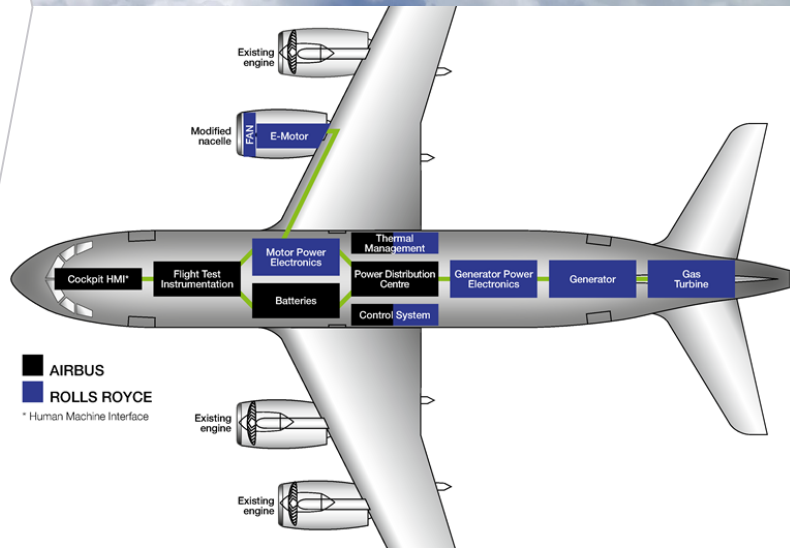 Existing
engine
Modified
nacelle
FAN
E-Motor
Thermal
Management
Motor Power
Electronics
Cockpit HMI*
Flight Test
Instrumentation
Power Distribution
Centre
Generator Power
Electronics
Generator
Gas
Turbine
Batteries
Control System
AIRBUS
ROLLS ROYCE
* Human Machine Interface
Existing
engine
Existing
engine